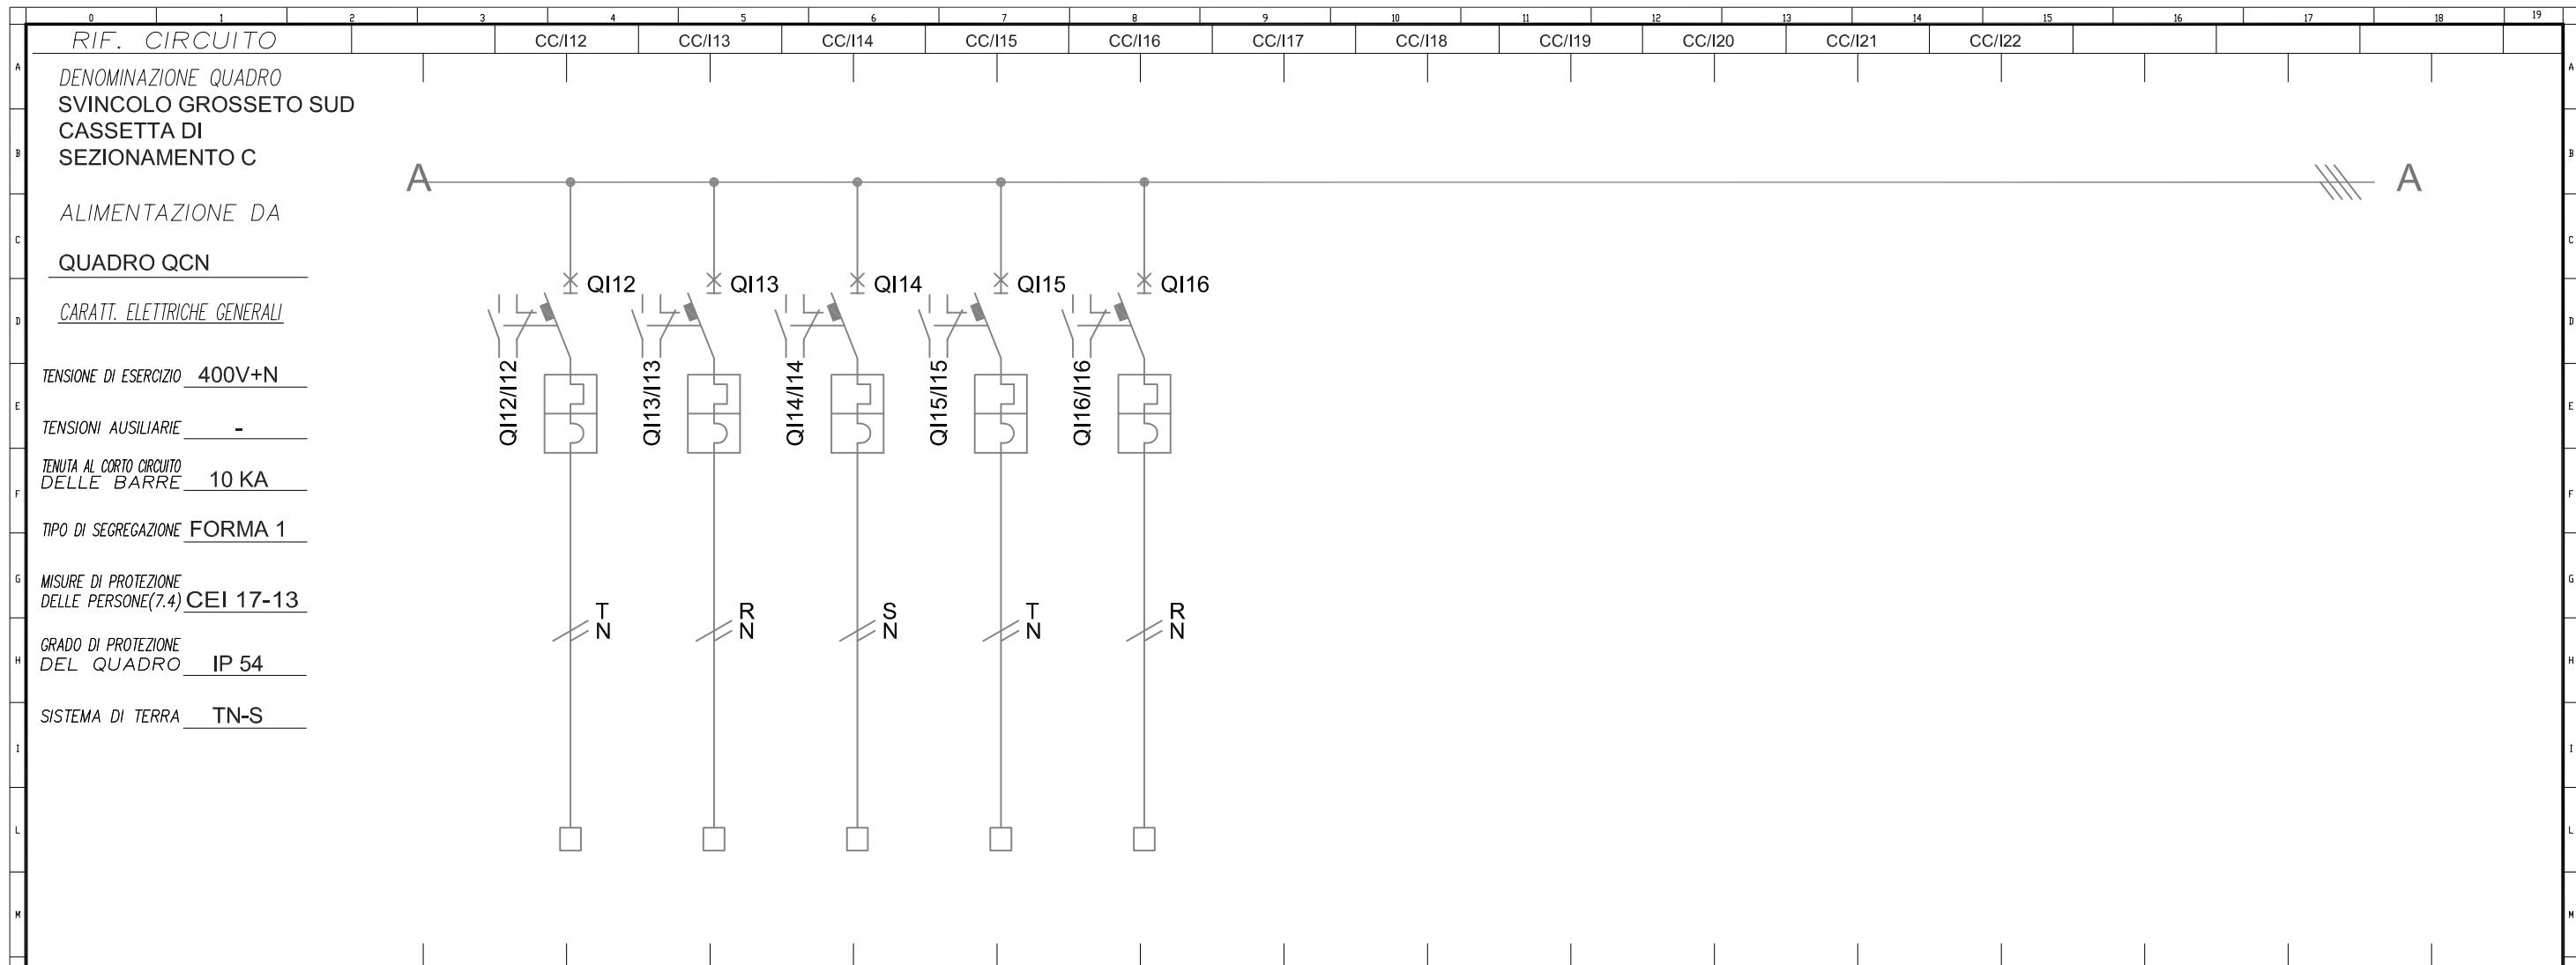 0 1 2 3 4 5 6 7 8 9 10 11 12 13 14 15 16 17 18 19
RIF. CIRCUITO CC/I12 CC/I13 CC/I14 CC/I15 CC/I16 CC/I17 CC/I18 CC/I19 CC/I20 CC/I21 CC/I22
A A
DENOMINAZIONE QUADRO
SVINCOLO GROSSETO SUD
CASSETTA DI
B SEZIONAMENTO C B
A A
ALIMENTAZIONE DA
C C
QUADRO QCN
QI12 QI13 QI14 QI15 QI16
CARATT. ELETTRICHE GENERALI
D D
TENSIONE DI ESERCIZIO 400V+N
QI12/I12 QI13/I13 QI14/I14 QI15/I15 QI16/I16
E E
TENSIONI AUSILIARIE -
TENUTA AL CORTO CIRCUITO
DELLE BARRE 10 KA
F F
TIPO DI SEGREGAZIONE FORMA 1
G G
MISURE DI PROTEZIONE
DELLE PERSONE(7.4) CEI 17-13
T R S T R
N N N N N
GRADO DI PROTEZIONE
DEL QUADRO IP 54
H H
SISTEMA DI TERRA TN-S
I I
L L
M M